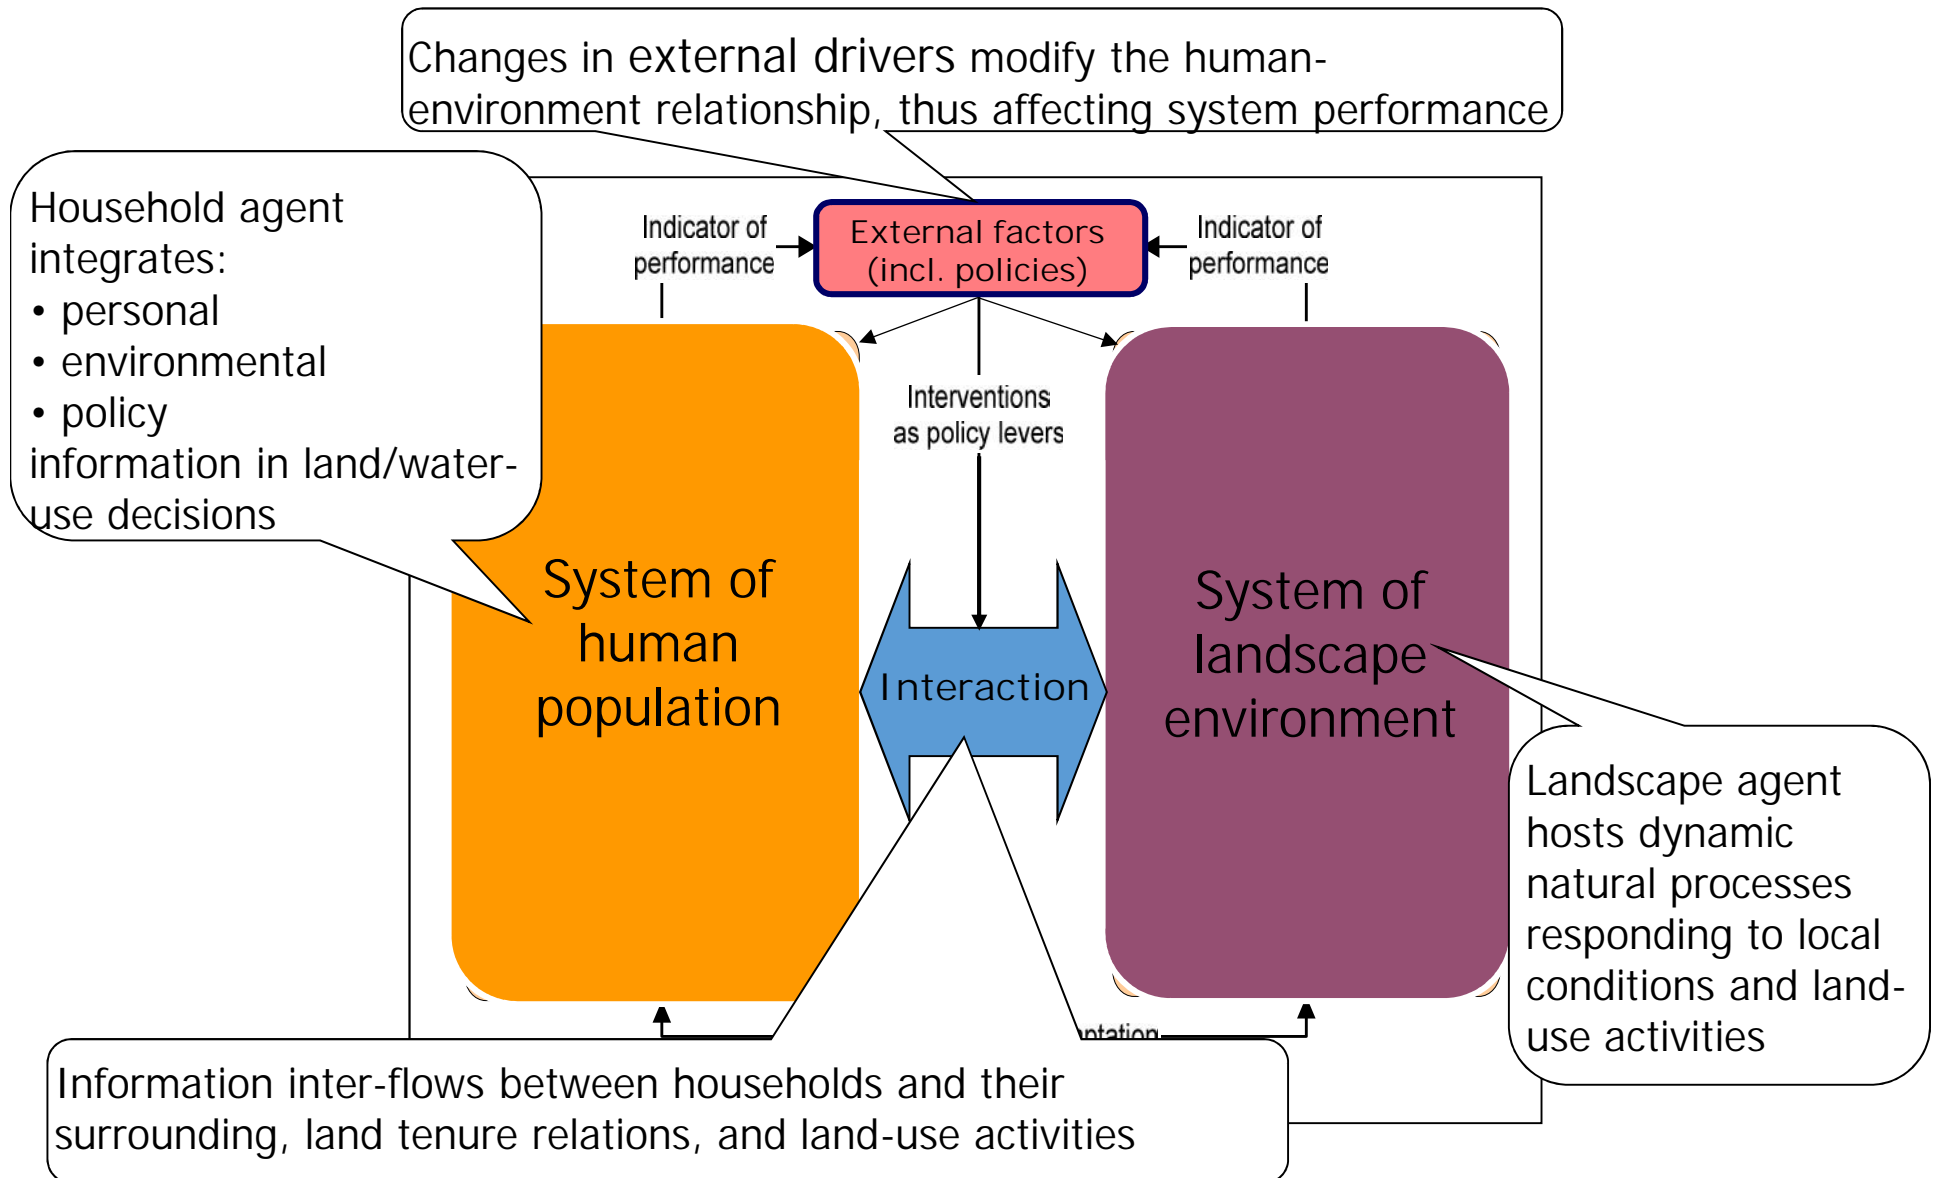 Changes in external drivers modify the human-
environment relationship, thus affecting system performance
Household agent
integrates:
• personal
• environmental
• policy
information in land/water-
use decisions
Indicator of
performance
External factors
(incl. policies)
Indicator of
performance
Interventions
as policy levers
System of
human
population
Interaction
System of
landscape
environment
Landscape agent
hosts dynamic
natural processes
responding to local
conditions and land-
use activities
Information inter-flows between households and their
surrounding, land tenure relations, and land-use activities